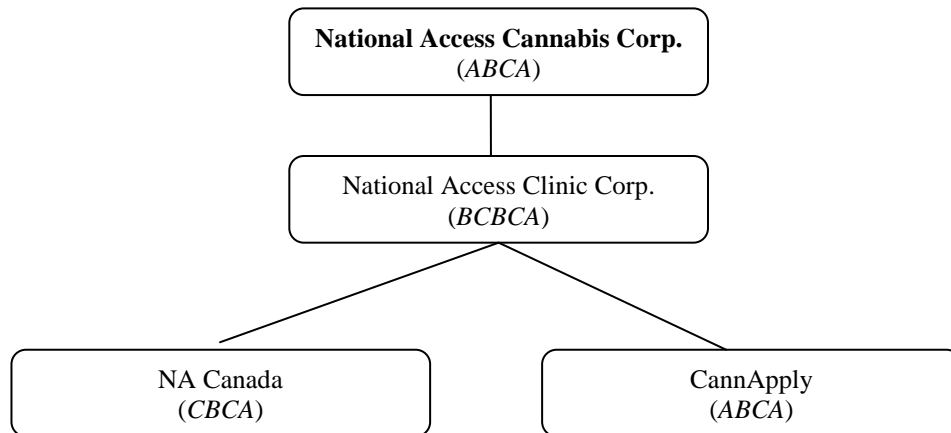 National Access Cannabis Corp.
(ABCA)
National Access Clinic Corp.
(BCBCA)
NA Canada
(CBCA)
CannApply
(ABCA)